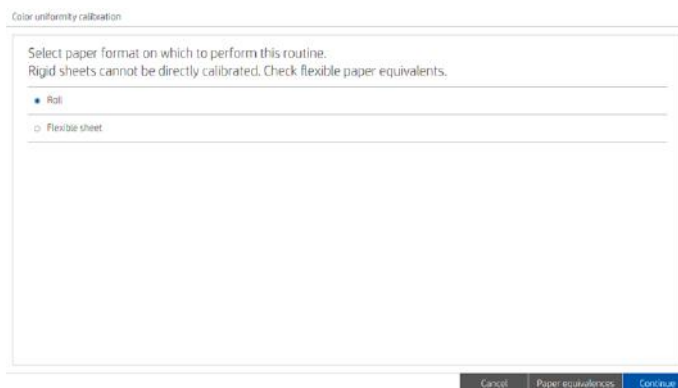 Color uniformity calibration
Select paper format on which to perform this routine.
Rigid sheets cannot be directly calibrated. Check flexible paper equivalents.
Roll
Flexible sheet
Cancel
Paper equivalences
Continue